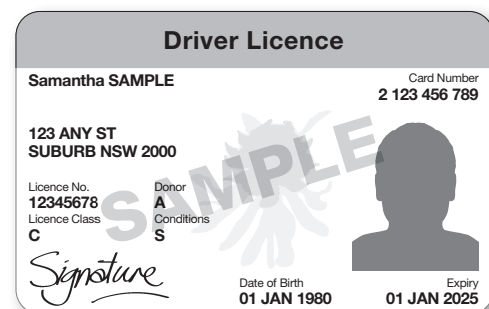 Driver Licence
Samantha SAMPLE
Card Number
2 123 456 789
123 ANY ST
SUBURB NSW 2000
Licence No.
Donor
12345678
A
Licence Class
Conditions
C
S
SAMPLE
Signature
Date of Birth
Expiry
01 JAN 1980
01 JAN 2025